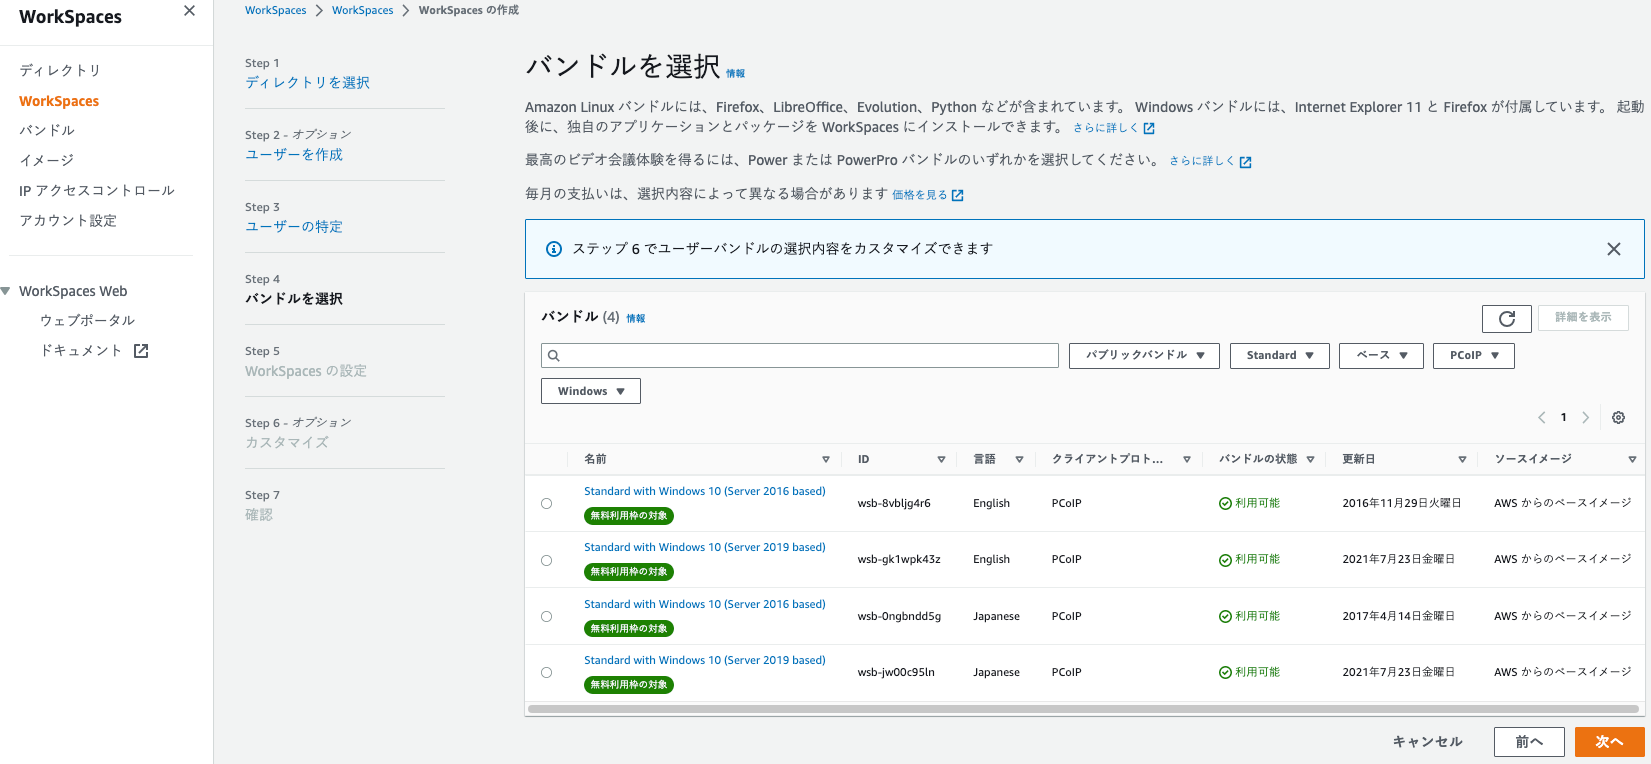 WorkSpaces
ディレクトリ
WorkSpaces
バンドル
イメージ
IP アクセスコントロール
アカウント設定
WorkSpaces Web
ウェブポータル
ドキュメント
WorkSpaces > WorkSpaces > WorkSpaces の作成
Step 1
ディレクトリを選択
Step 2 - オプション
ユーザーを作成
Step 3
ユーザーの特定
Step 4
バンドルを選択
Step 5
WorkSpaces の設定
Step 6 - オプション
カスタマイズ
Step 7
確認
バンドルを選択 情報
Amazon Linux バンドルには、Firefox、LibreOffice、Evolution、Python などが含まれています。 Windows バンドルには、Internet Explorer 11 と Firefox が付属しています。 起動
後に、独自のアプリケーションとパッケージを WorkSpaces にインストールできます。 さらに詳しく
最高のビデオ会議体験を得るには、Power または PowerPro バンドルのいずれかを選択してください。 さらに詳しく
毎月の支払いは、選択内容によって異なる場合があります 価格を見る
ステップ 6 でユーザーバンドルの選択内容をカスタマイズできます
バンドル (4) 情報
詳細を表示
パブリックバンドル Standard ベース PCoIP
Windows
1
名前 ID 言語 クライアントプロト... バンドルの状態 更新日 ソースイメージ
Standard with Windows 10 (Server 2016 based)
無料利用枠の対象
wsb-8vbljg4r6 English PCoIP 利用可能 2016年11月29日火曜日 AWS からのベースイメージ
Standard with Windows 10 (Server 2019 based)
無料利用枠の対象
wsb-gk1wpk43z English PCoIP 利用可能 2021年7月23日金曜日 AWS からのベースイメージ
Standard with Windows 10 (Server 2016 based)
無料利用枠の対象
wsb-0ngbndd5g Japanese PCoIP 利用可能 2017年4月14日金曜日 AWS からのベースイメージ
Standard with Windows 10 (Server 2019 based)
無料利用枠の対象
wsb-jw00c95ln Japanese PCoIP 利用可能 2021年7月23日金曜日 AWS からのベースイメージ
キャンセル 前へ 次へ